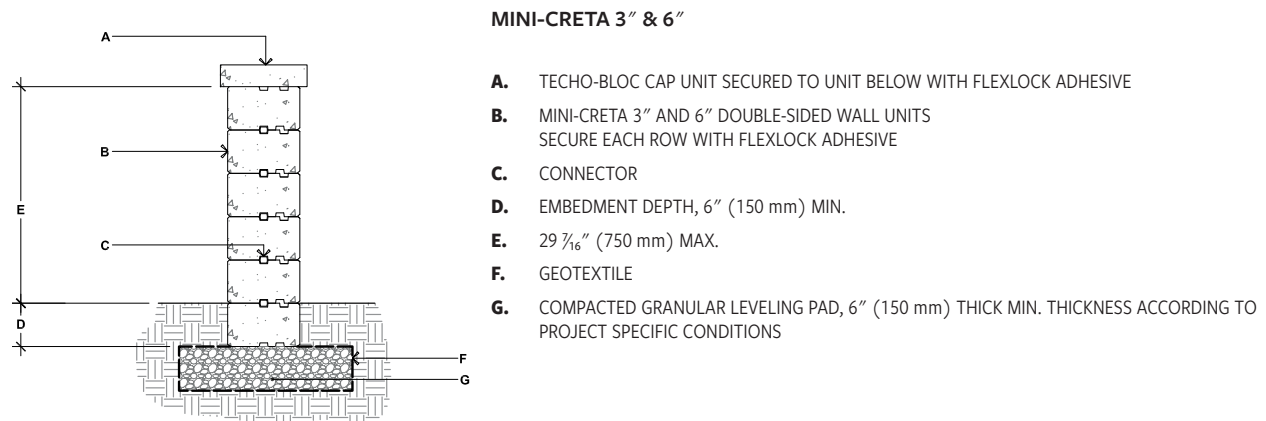 MINI-CRETA 3″ & 6″
A
B
E
C
D
F
G
A. TECHO-BLOC CAP UNIT SECURED TO UNIT BELOW WITH FLEXLOCK ADHESIVE
B. MINI-CRETA 3″ AND 6″ DOUBLE-SIDED WALL UNITS
SECURE EACH ROW WITH FLEXLOCK ADHESIVE
C. CONNECTOR
D. EMBEDMENT DEPTH, 6″ (150 mm) MIN.
E. 29 7⁄16″ (750 mm) MAX.
F. GEOTEXTILE
G. COMPACTED GRANULAR LEVELING PAD, 6″ (150 mm) THICK MIN. THICKNESS ACCORDING TO
PROJECT SPECIFIC CONDITIONS